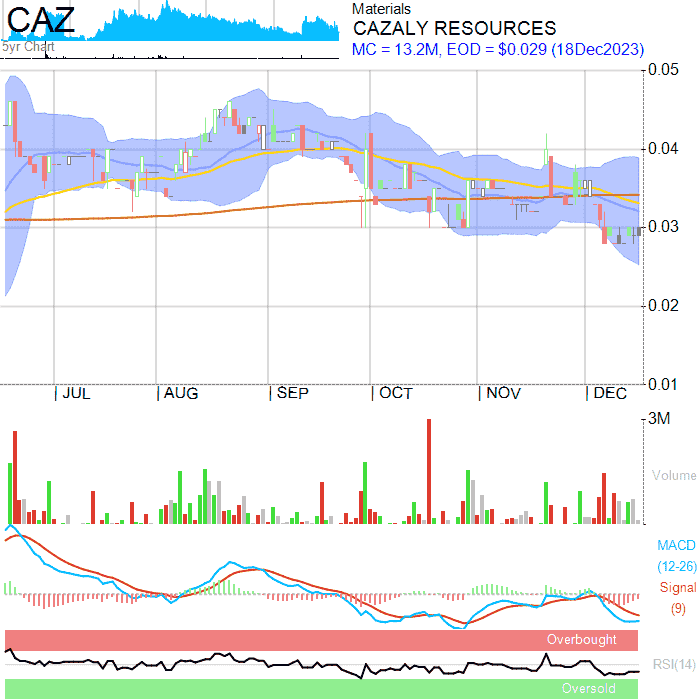 CAZ
5yr Chart
Materials
CAZALY RESOURCES
MC = 13.2M, EOD = $0.029 (18Dec2023)
0.05
0.04
0.03
0.02
0.01
JUL AUG SEP OCT NOV DEC
3M
Volume
MACD
(12-26)
Signal
(9)
Overbought
RSI(14)
Oversold